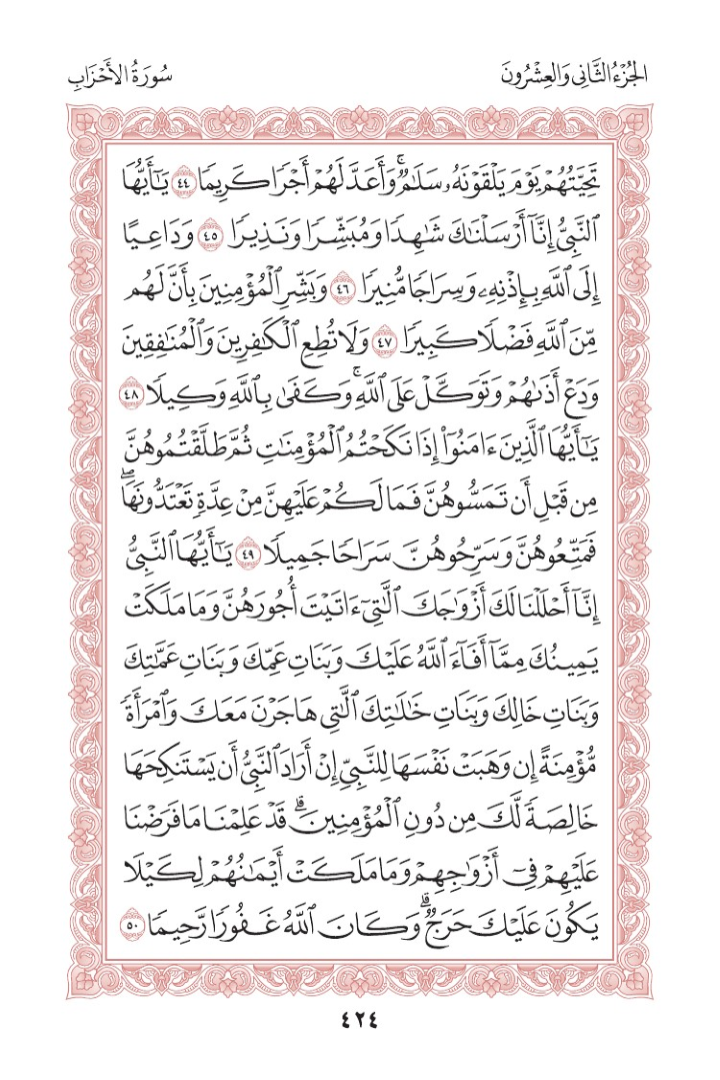 الجُزْءُ الثَّانِي وَالعِشْرُونَ
سُورَةُ الأَحْزَابِ
تَحِيَّتُهُمْ يَوْمَ يَلْقَوْنَهُۥ سَلَٰمٌۚ وَأَعَدَّ لَهُمْ أَجْرًا كَرِيمًا ٤٤ يَٰٓأَيُّهَا
ٱلنَّبِيُّ إِنَّآ أَرْسَلْنَٰكَ شَٰهِدًا وَمُبَشِّرًا وَنَذِيرًا ٤٥ وَدَاعِيًا
إِلَى ٱللَّهِ بِإِذْنِهِۦ وَسِرَاجًا مُّنِيرًا ٤٦ وَبَشِّرِ ٱلْمُؤْمِنِينَ بِأَنَّ لَهُم
مِّنَ ٱللَّهِ فَضْلًا كَبِيرًا ٤٧ وَلَا تُطِعِ ٱلْكَٰفِرِينَ وَٱلْمُنَٰفِقِينَ
وَدَعْ أَذَىٰهُمْ وَتَوَكَّلْ عَلَى ٱللَّهِۚ وَكَفَىٰ بِٱللَّهِ وَكِيلًا ٤٨
يَٰٓأَيُّهَا ٱلَّذِينَ ءَامَنُوٓا۟ إِذَا نَكَحْتُمُ ٱلْمُؤْمِنَٰتِ ثُمَّ طَلَّقْتُمُوهُنَّ
مِن قَبْلِ أَن تَمَسُّوهُنَّ فَمَا لَكُمْ عَلَيْهِنَّ مِنْ عِدَّةٍ تَعْتَدُّونَهَاۖ
فَمَتِّعُوهُنَّ وَسَرِّحُوهُنَّ سَرَاحًا جَمِيلًا ٤٩ يَٰٓأَيُّهَا ٱلنَّبِيُّ
إِنَّآ أَحْلَلْنَا لَكَ أَزْوَٰجَكَ ٱلَّٰتِيٓ ءَاتَيْتَ أُجُورَهُنَّ وَمَا مَلَكَتْ
يَمِينُكَ مِمَّآ أَفَآءَ ٱللَّهُ عَلَيْكَ وَبَنَاتِ عَمِّكَ وَبَنَاتِ عَمَّٰتِكَ
وَبَنَاتِ خَالِكَ وَبَنَاتِ خَٰلَٰتِكَ ٱلَّٰتِي هَاجَرْنَ مَعَكَ وَٱمْرَأَةً
مُّؤْمِنَةً إِن وَهَبَتْ نَفْسَهَا لِلنَّبِيِّ إِنْ أَرَادَ ٱلنَّبِيُّ أَن يَسْتَنكِحَهَا
خَالِصَةً لَّكَ مِن دُونِ ٱلْمُؤْمِنِينَۗ قَدْ عَلِمْنَا مَا فَرَضْنَا
عَلَيْهِمْ فِيٓ أَزْوَٰجِهِمْ وَمَا مَلَكَتْ أَيْمَٰنُهُمْ لِكَيْلَا
يَكُونَ عَلَيْكَ حَرَجٌۗ وَكَانَ ٱللَّهُ غَفُورًا رَّحِيمًا ٥٠
٤٢٤